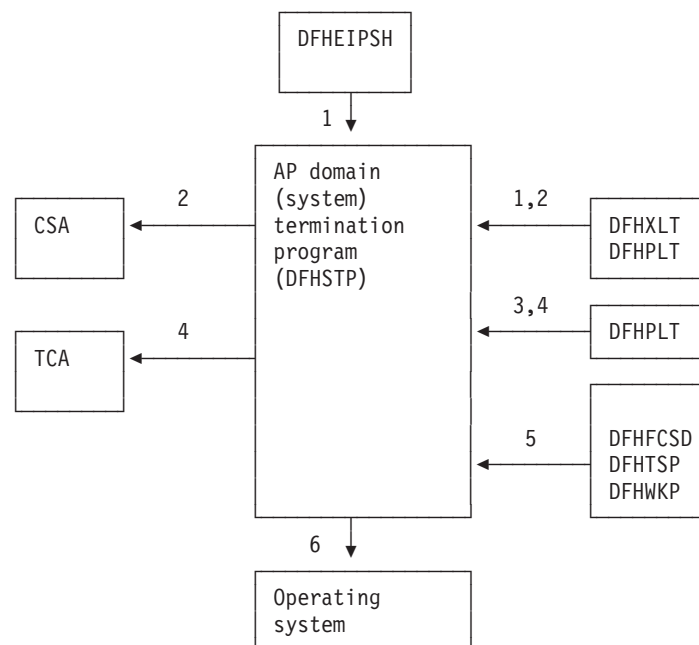 DFHEIPSH
1
AP domain
(system)
termination
program
(DFHSTP)
2
CSA
1,2
DFHXLT
DFHPLT
4
TCA
3,4
DFHPLT
5
DFHFCSD
DFHTSP
DFHWKP
6
Operating
system